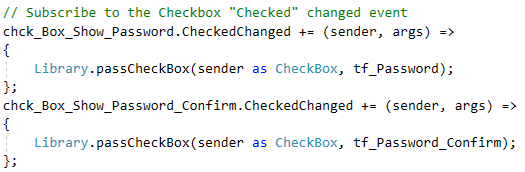 // Subscribe to the Checkbox "Checked" changed event
chck_Box_Show_Password.CheckedChanged += (sender, args) =>
{
    Library.passCheckBox(sender as CheckBox, tf_Password);
};
chck_Box_Show_Password_Confirm.CheckedChanged += (sender, args) =>
{
    Library.passCheckBox(sender as CheckBox, tf_Password_Confirm);
};